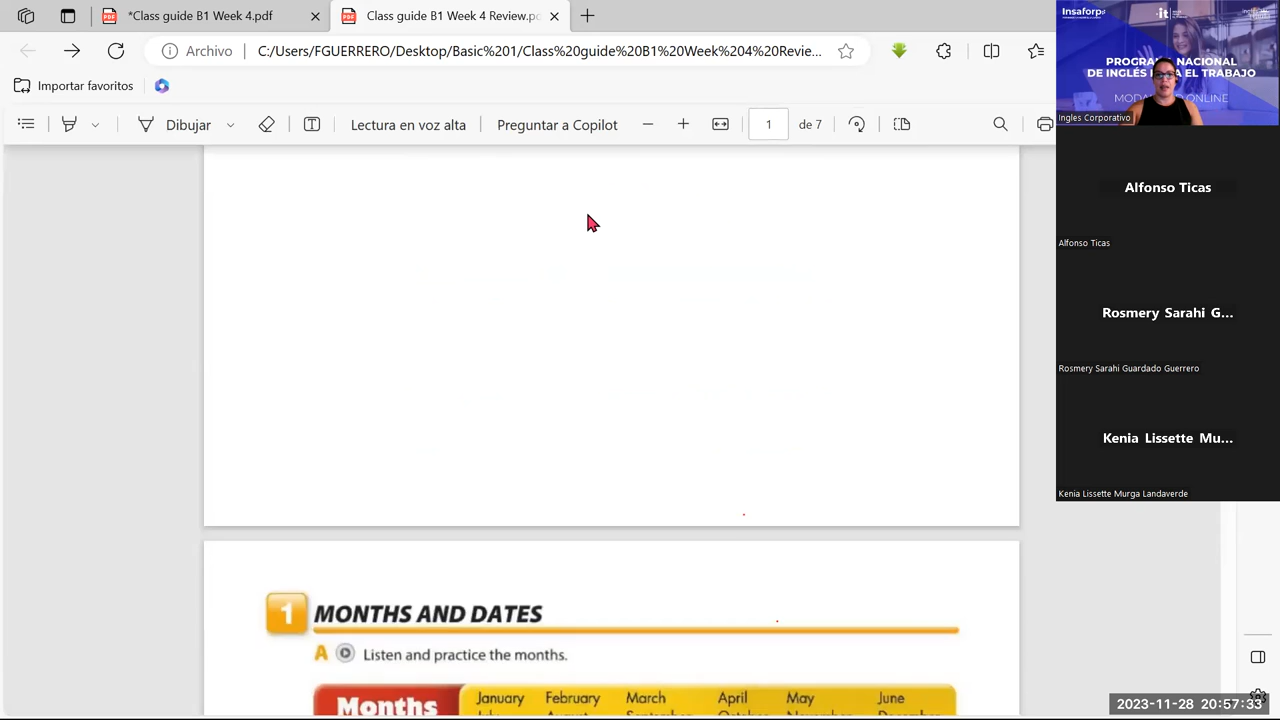 *Class guide B1 Week 4.pdf
Class guide B1 Week 4 Review.pdf
Archivo
C:/Users/FGUERRERO/Desktop/Basic%201/Class%20guide%20B1%20Week%204%20Revie...
Importar favoritos
Dibujar
Lectura en voz alta
Preguntar a Copilot
1
de 7
1 MONTHS AND DATES
A Listen and practice the months.
Months
January February March April May June
Insaforp
PROGRAMA NACIONAL
DE INGLÉS PARA EL TRABAJO
ONLINE
Ingles Corporativo
Alfonso Ticas
Alfonso Ticas
Rosmery Sarahi G...
Rosmery Sarahi Guardado Guerrero
Kenia Lissette Mu...
Kenia Lissette Murga Landaverde
2023-11-28 20:57:33